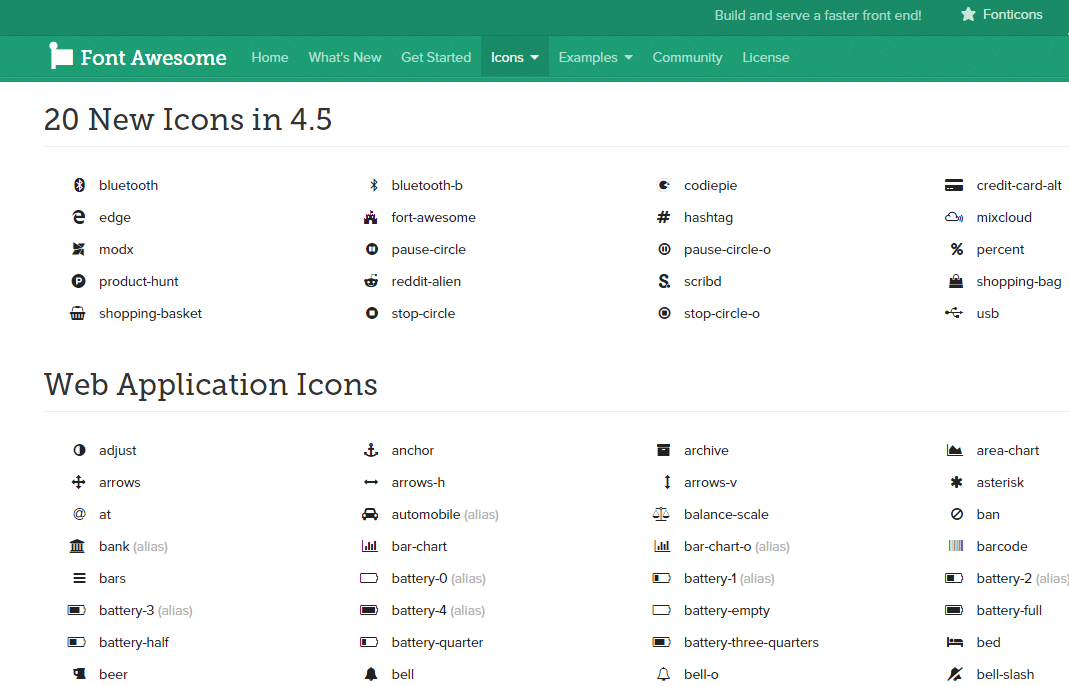 Build and serve a faster front end! Fonticons
Font Awesome Home What's New Get Started Icons Examples Community License
20 New Icons in 4.5
bluetooth bluetooth-b codiepie credit-card-alt
edge fort-awesome hashtag mixcloud
modx pause-circle pause-circle-o percent
product-hunt reddit-alien scribd shopping-bag
shopping-basket stop-circle stop-circle-o usb
Web Application Icons
adjust anchor archive area-chart
arrows arrows-h arrows-v asterisk
at automobile (alias) balance-scale ban
bank (alias) bar-chart bar-chart-o (alias) barcode
bars battery-0 (alias) battery-1 (alias) battery-2 (alias)
battery-3 (alias) battery-4 (alias) battery-empty battery-full
battery-half battery-quarter battery-three-quarters bed
beer bell bell-o bell-slash